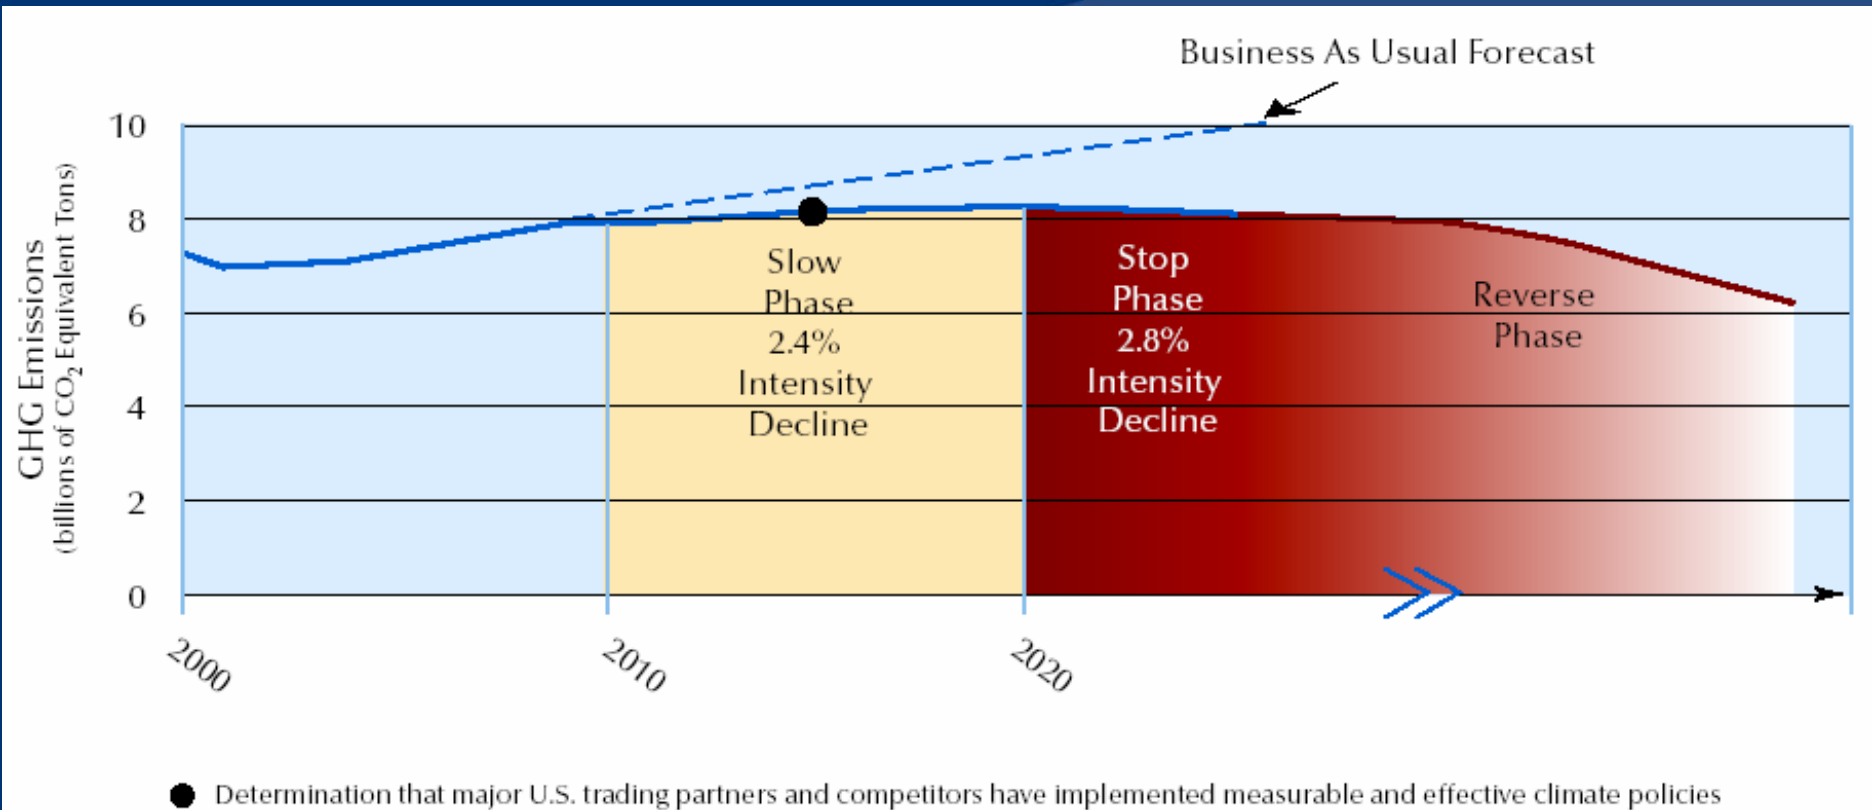 Business As Usual Forecast
10
8
6
4
2
0
GHG Emissions
(billions of CO₂ Equivalent Tons)
Slow
Phase
2.4%
Intensity
Decline
Stop
Phase
2.8%
Intensity
Decline
Reverse
Phase
2000
2010
2020
Determination that major U.S. trading partners and competitors have implemented measurable and effective climate policies